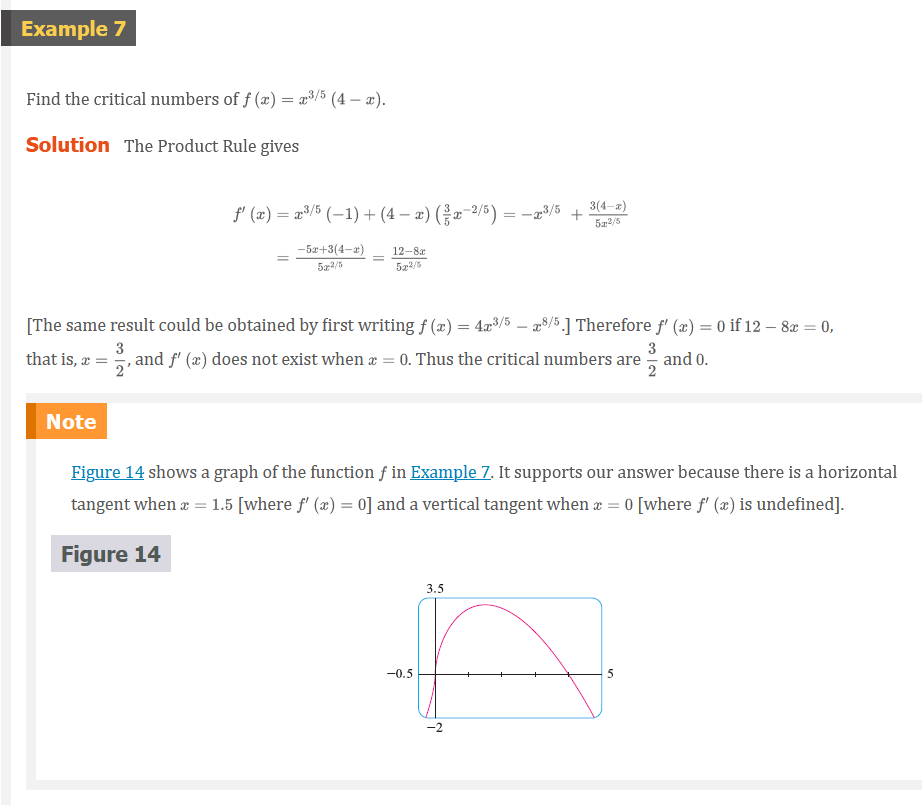 Example 7
Find the critical numbers of f (x) = x^{3/5} (4 − x).
Solution The Product Rule gives
f′ (x) = x^{3/5} (−1) + (4 − x) (\frac{3}{5}x^{−2/5}) = −x^{3/5} + \frac{3(4−x)}{5x^{2/5}}
= \frac{−5x+3(4−x)}{5x^{2/5}} = \frac{12−8x}{5x^{2/5}}
[The same result could be obtained by first writing f (x) = 4x^{3/5} − x^{8/5}.] Therefore f′ (x) = 0 if 12 − 8x = 0,
that is, x = \frac{3}{2}, and f′ (x) does not exist when x = 0. Thus the critical numbers are \frac{3}{2} and 0.
Note
Figure 14 shows a graph of the function f in Example 7. It supports our answer because there is a horizontal
tangent when x = 1.5 [where f′ (x) = 0] and a vertical tangent when x = 0 [where f′ (x) is undefined].
Figure 14
3.5
−0.5
5
−2